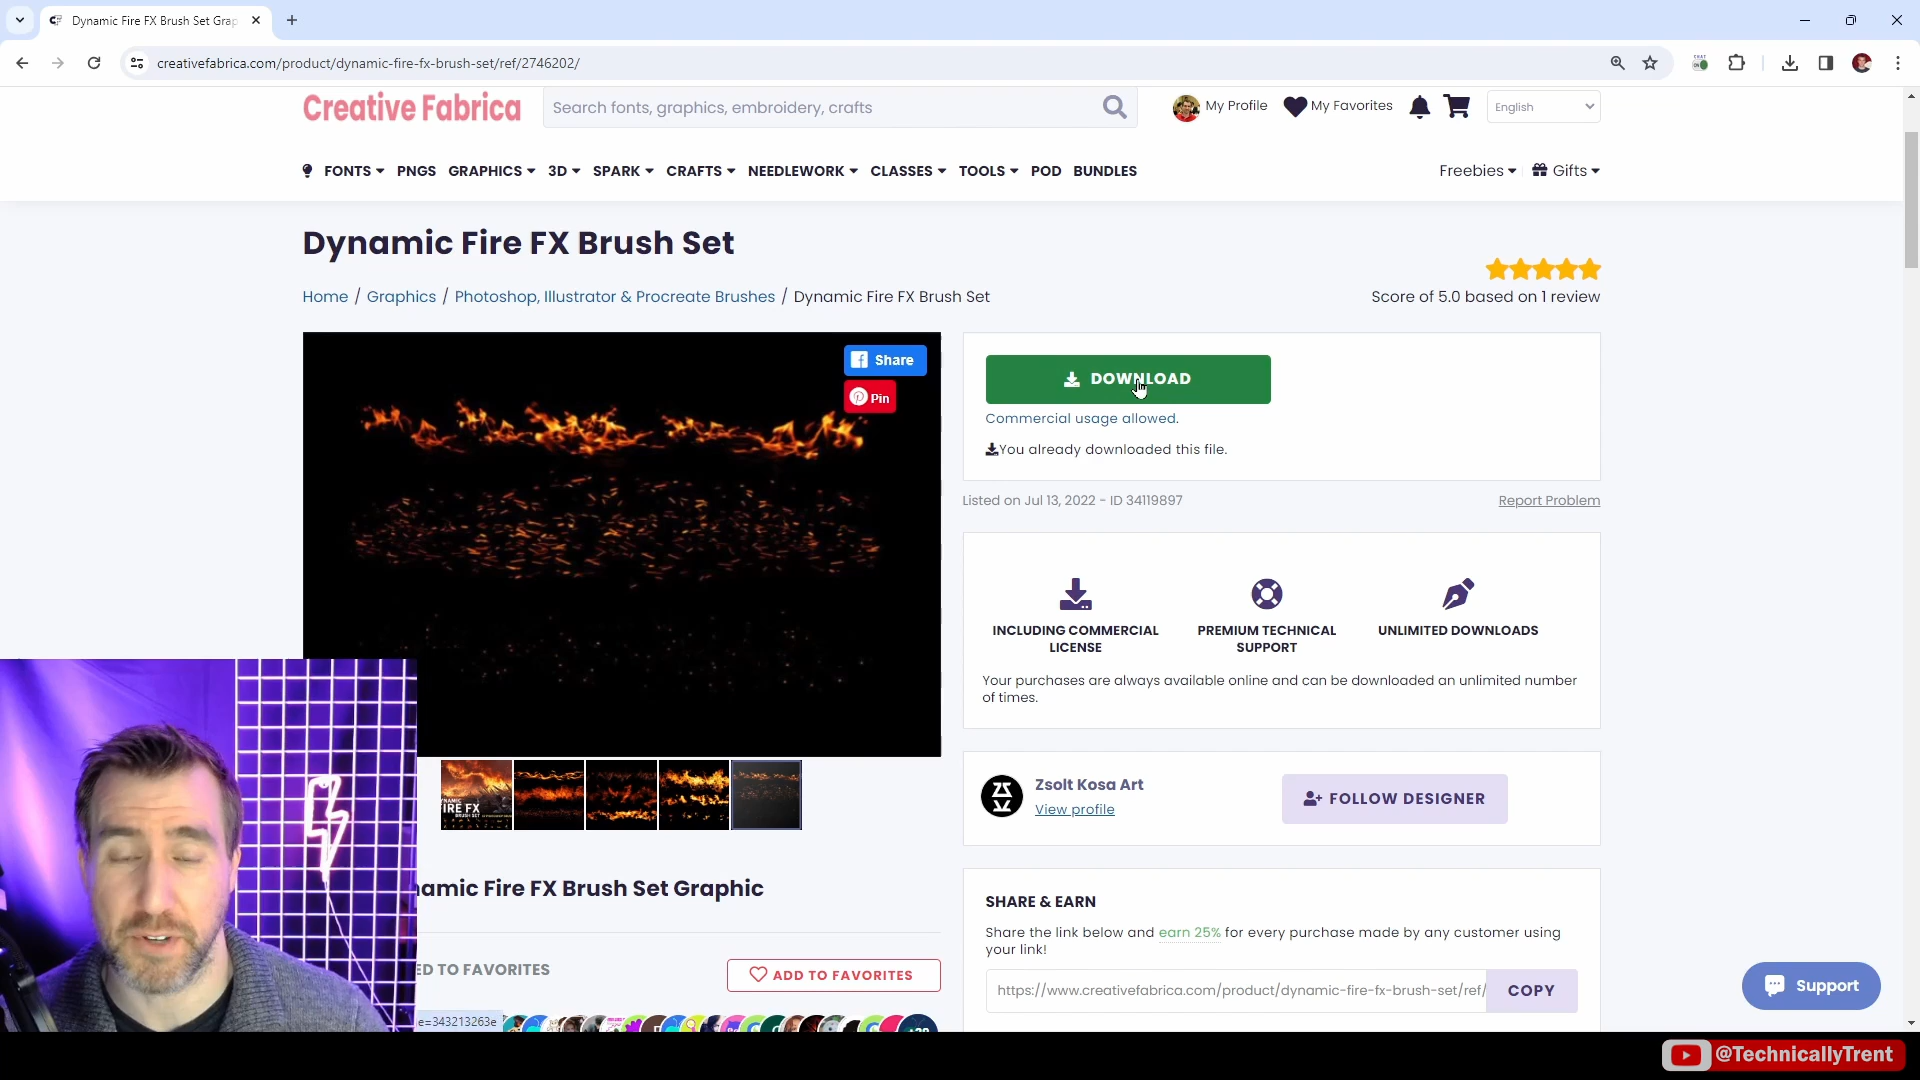 Dynamic Fire FX Brush Set Grap
creativefabrica.com/product/dynamic-fire-fx-brush-set/ref/2746202/
Creative Fabrica
Search fonts, graphics, embroidery, crafts
My Profile
My Favorites
English
FONTS PNGS GRAPHICS 3D SPARK CRAFTS NEEDLEWORK CLASSES TOOLS POD BUNDLES
Freebies
Gifts
Dynamic Fire FX Brush Set
Home / Graphics / Photoshop, Illustrator & Procreate Brushes / Dynamic Fire FX Brush Set
Score of 5.0 based on 1 review
Share
Pin
DOWNLOAD
Commercial usage allowed.
You already downloaded this file.
Listed on Jul 13, 2022 - ID 34119897
Report Problem
INCLUDING COMMERCIAL
LICENSE
PREMIUM TECHNICAL
SUPPORT
UNLIMITED DOWNLOADS
Your purchases are always available online and can be downloaded an unlimited number
of times.
Zsolt Kosa Art
View profile
FOLLOW DESIGNER
IRE FX
BRUSH SET
amic Fire FX Brush Set Graphic
ED TO FAVORITES
ADD TO FAVORITES
SHARE & EARN
Share the link below and earn 25% for every purchase made by any customer using
your link!
https://www.creativefabrica.com/product/dynamic-fire-fx-brush-set/ref/
COPY
Support
e=343213263e
@TechnicallyTrent